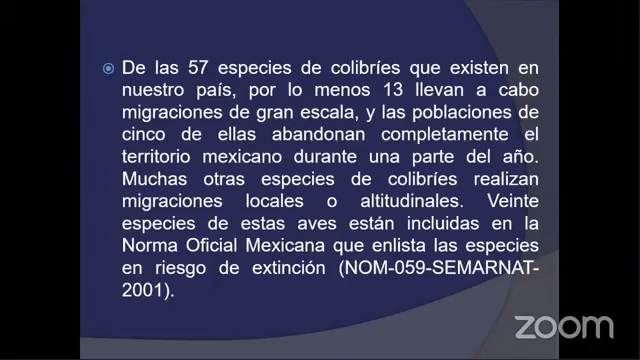 De las 57 especies de colibríes que existen en
nuestro país, por lo menos 13 llevan a cabo
migraciones de gran escala, y las poblaciones de
cinco de ellas abandonan completamente el
territorio mexicano durante una parte del año.
Muchas otras especies de colibríes realizan
migraciones locales o altitudinales. Veinte
especies de estas aves están incluidas en la
Norma Oficial Mexicana que enlista las especies
en riesgo de extinción (NOM-059-SEMARNAT-
2001).
zoom